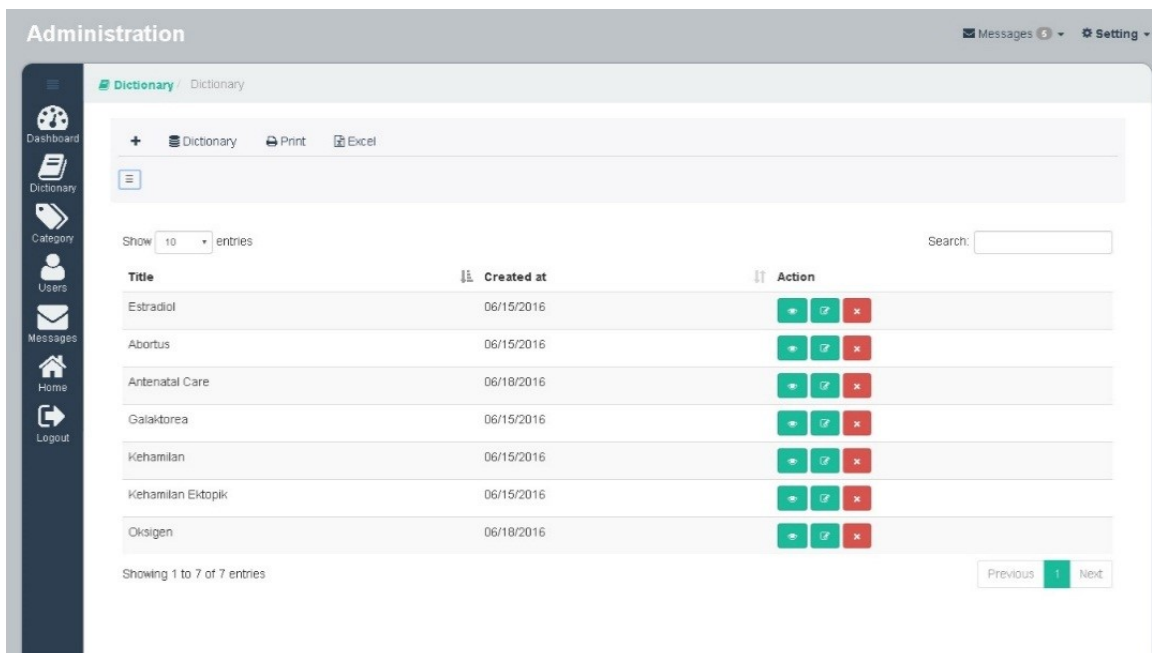 Administration
Messages 5 Setting
Dictionary / Dictionary
Dashboard
Dictionary
Category
Users
Messages
Home
Logout
+ Dictionary Print Excel
Show 10 entries Search:
Title Created at Action
Estradiol 06/15/2016
Abortus 06/15/2016
Antenatal Care 06/18/2016
Galaktorea 06/15/2016
Kehamilan 06/15/2016
Kehamilan Ektopik 06/15/2016
Oksigen 06/18/2016
Showing 1 to 7 of 7 entries Previous 1 Next